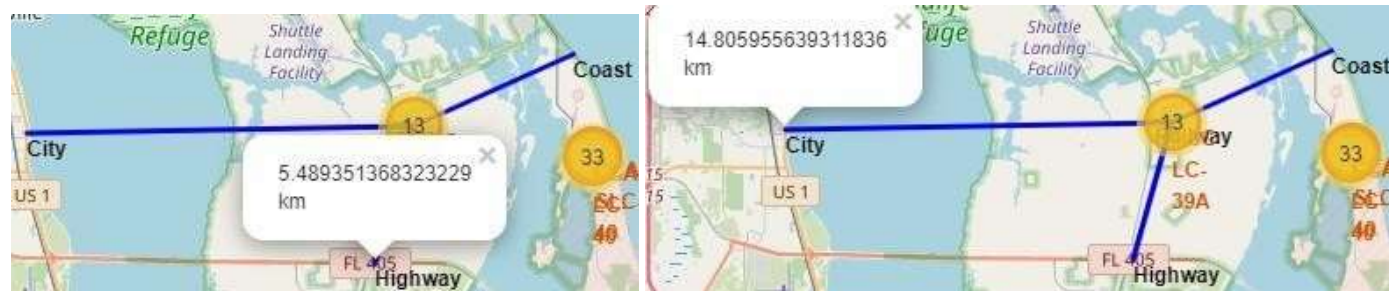 Refuge
Shuttle
Landing
Facility
Coast
13
City
33
5.489351368323229
km
×
US 1
40
FL 405
Highway
14.805955639311836
km
×
Shuttle
Landing
Facility
Coast
13
City
33
LC-
39A
US 1
40
FL 405
Highway